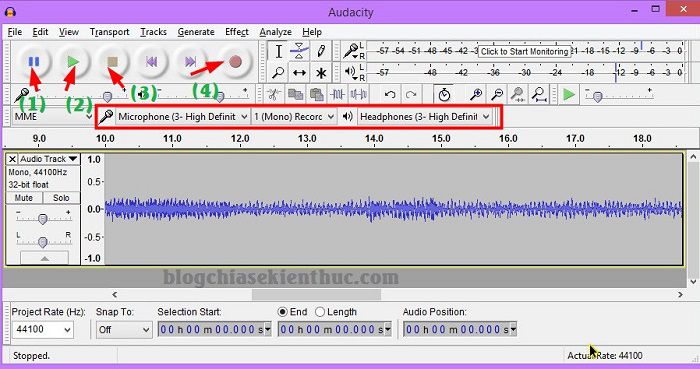 Audacity
File Edit View Transport Tracks Generate Effect Analyze Help
-57 -54 -51 -48 -45 -42 Click to Start Monitoring -18 -15 -12 -9 -6 -3 0
L
R
-57 -54 -51 -48 -45 -42 -39 -36 -33 -30 -27 -24 -21 -18 -15 -12 -9 -6 -3 0
L
R
(1) (2) (3) (4)
MME Microphone (3- High Definit 1 (Mono) Recorc Headphones (3- High Definit
9.0 10.0 11.0 12.0 13.0 14.0 15.0 16.0 17.0 18.0
Audio Track
Mono, 44100Hz
32-bit float
Mute Solo
- +
L R
1.0
0.5-
0.0-
-0.5-
-1.0
blogchiasekienthuc.com
Project Rate (Hz): Snap To: Selection Start: End Length Audio Position:
44100 Off 00 h 00 m 00.000 s 00 h 00 m 00.000 s 00 h 00 m 00.000 s
Stopped. Actual Rate: 44100